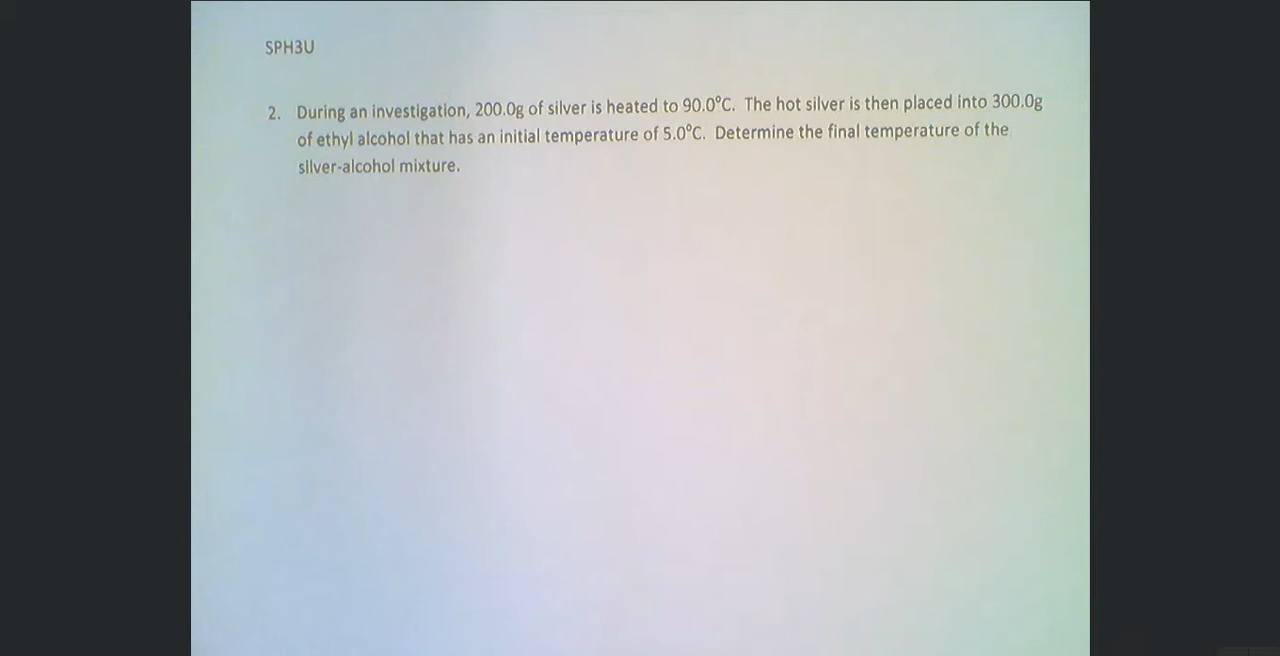 SPH3U
2. During an investigation, 200.0g of silver is heated to 90.0°C. The hot silver is then placed into 300.0g
of ethyl alcohol that has an initial temperature of 5.0°C. Determine the final temperature of the
silver-alcohol mixture.